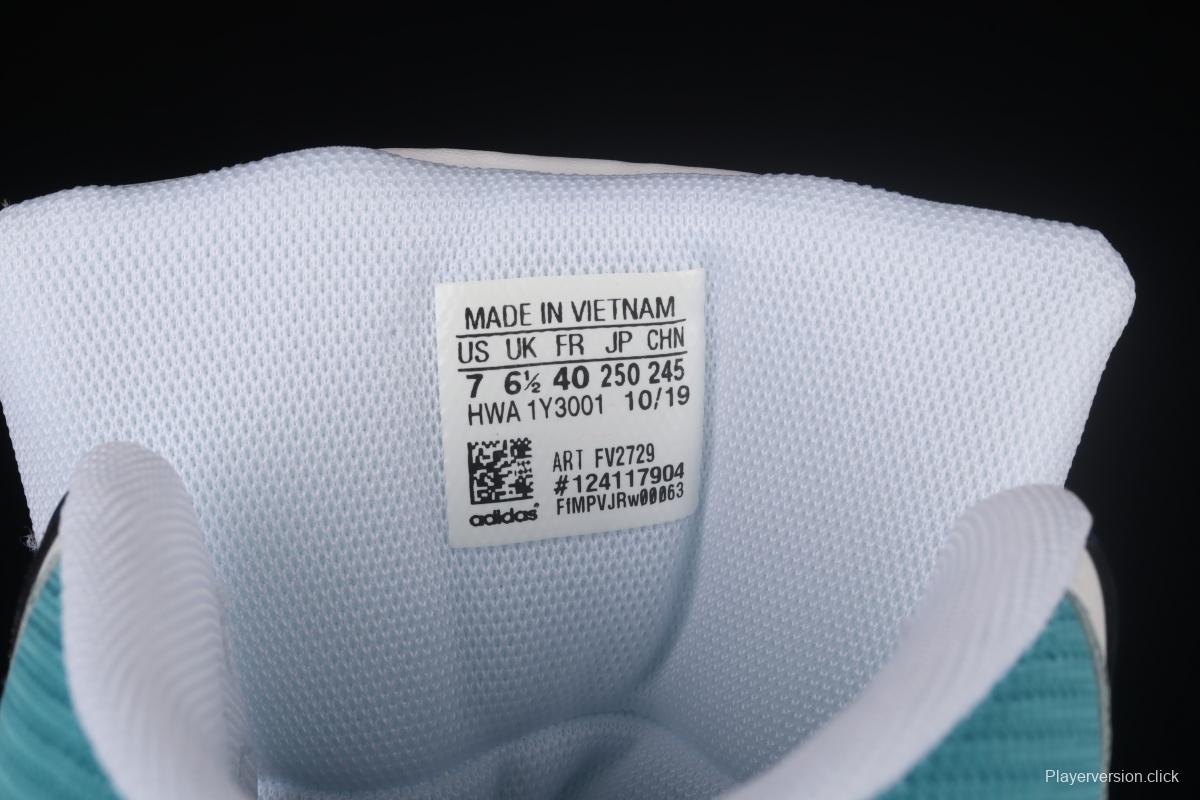 MADE IN VIETNAM
US UK FR JP CHN
7 6½ 40 250 245
HWA 1Y3001 10/19
ART FV2729
#124117904
F1MPVJRw00063
adidas
Playerversion.click